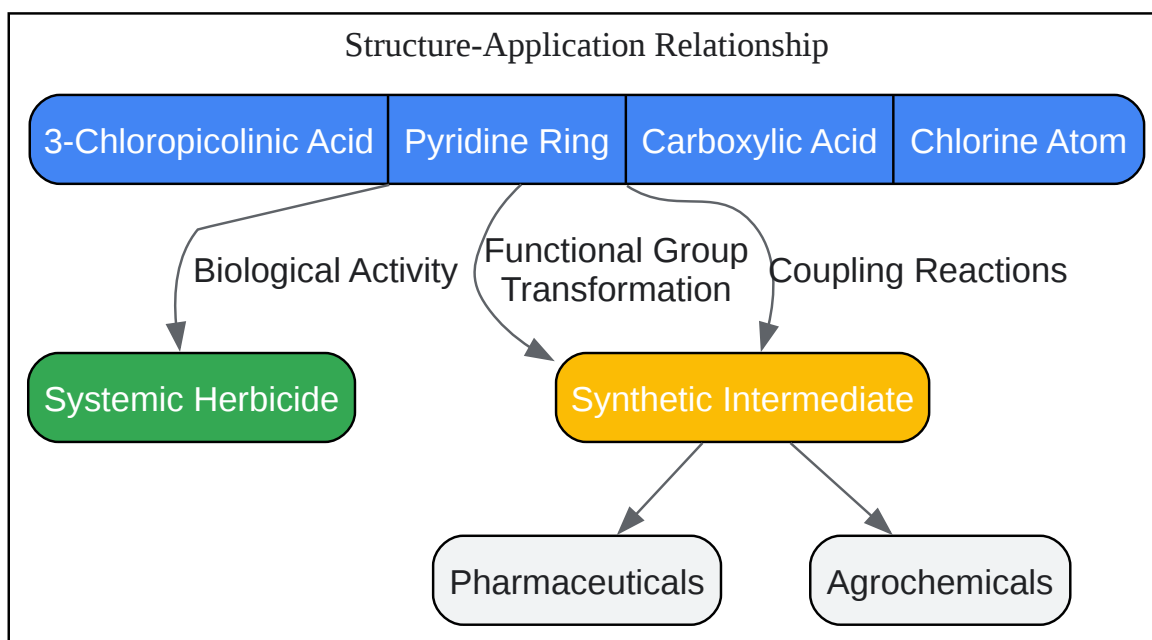 Structure-Application Relationship
3-Chloropicolinic Acid
Pyridine Ring
Carboxylic Acid
Chlorine Atom
Biological Activity
Functional Group
Transformation
Coupling Reactions
Systemic Herbicide
Synthetic Intermediate
Pharmaceuticals
Agrochemicals